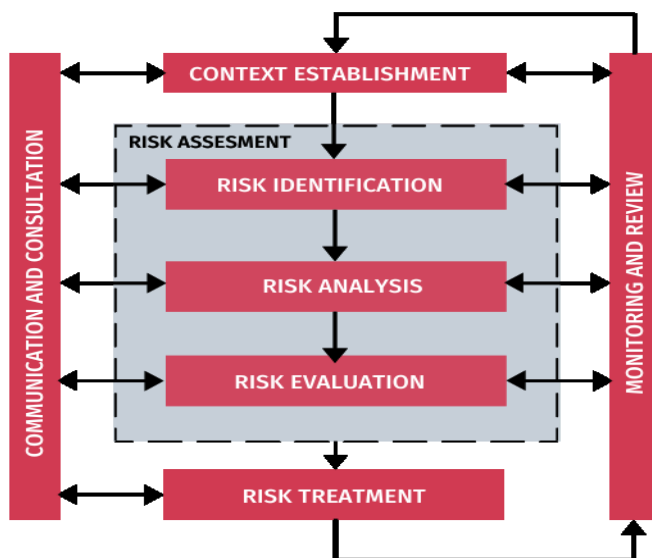 CONTEXT ESTABLISHMENT
RISK ASSESMENT
RISK IDENTIFICATION
RISK ANALYSIS
RISK EVALUATION
RISK TREATMENT
COMMUNICATION AND CONSULTATION
MONITORING AND REVIEW